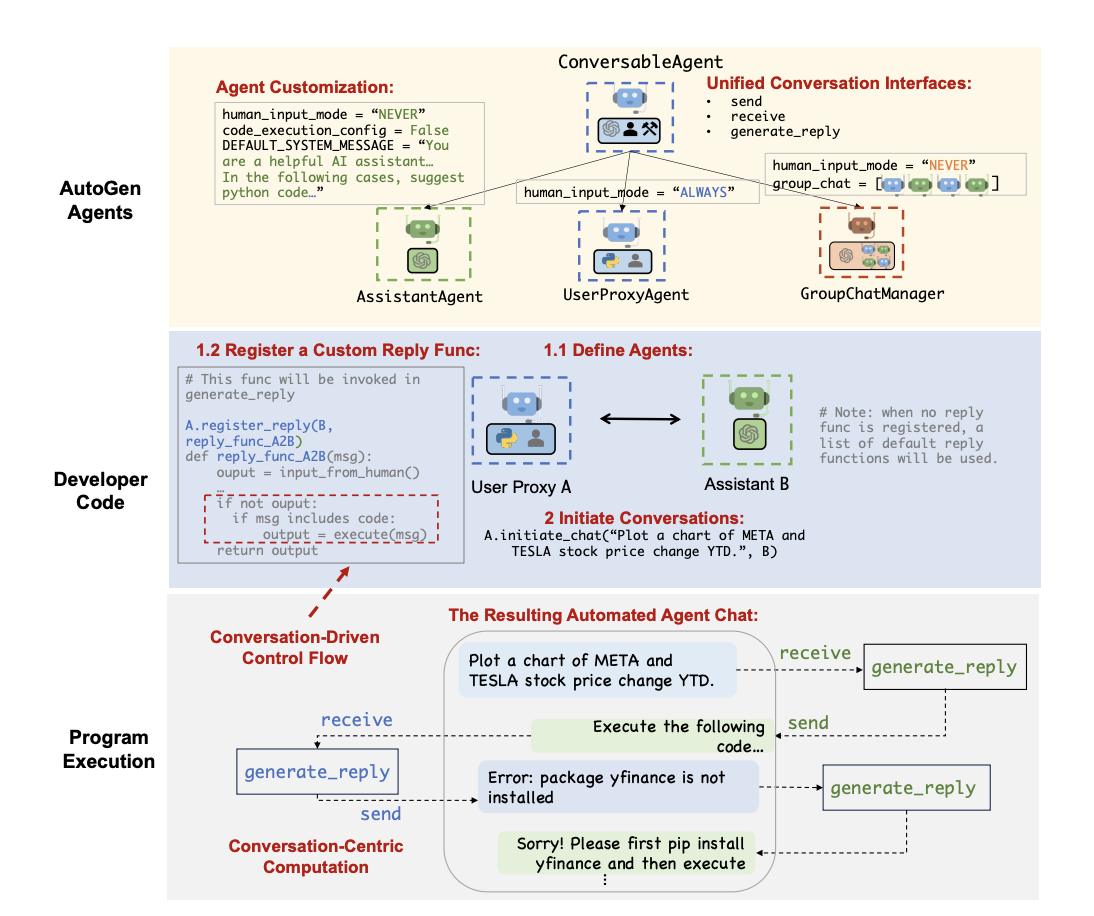 ConversableAgent
Agent Customization:
human_input_mode = “NEVER”
code_execution_config = False
DEFAULT_SYSTEM_MESSAGE = “You
are a helpful AI assistant…
In the following cases, suggest
python code…”
Unified Conversation Interfaces:
• send
• receive
• generate_reply
AutoGen
Agents
human_input_mode = “ALWAYS”
human_input_mode = “NEVER”
group_chat = [ ]
AssistantAgent
UserProxyAgent
GroupChatManager
Developer
Code
1.2 Register a Custom Reply Func:
# This func will be invoked in
generate_reply
A.register_reply(B,
reply_func_A2B)
def reply_func_A2B(msg):
ouput = input_from_human()
…
if not ouput:
if msg includes code:
output = execute(msg)
return output
1.1 Define Agents:
User Proxy A
Assistant B
# Note: when no reply
func is registered, a
list of default reply
functions will be used.
2 Initiate Conversations:
A.initiate_chat(“Plot a chart of META and
TESLA stock price change YTD.”, B)
Program
Execution
Conversation-Driven
Control Flow
The Resulting Automated Agent Chat:
Plot a chart of META and
TESLA stock price change YTD.
receive
generate_reply
send
Execute the following
code…
receive
generate_reply
send
Error: package yfinance is not
installed
generate_reply
Sorry! Please first pip install
yfinance and then execute
⋮
Conversation-Centric
Computation